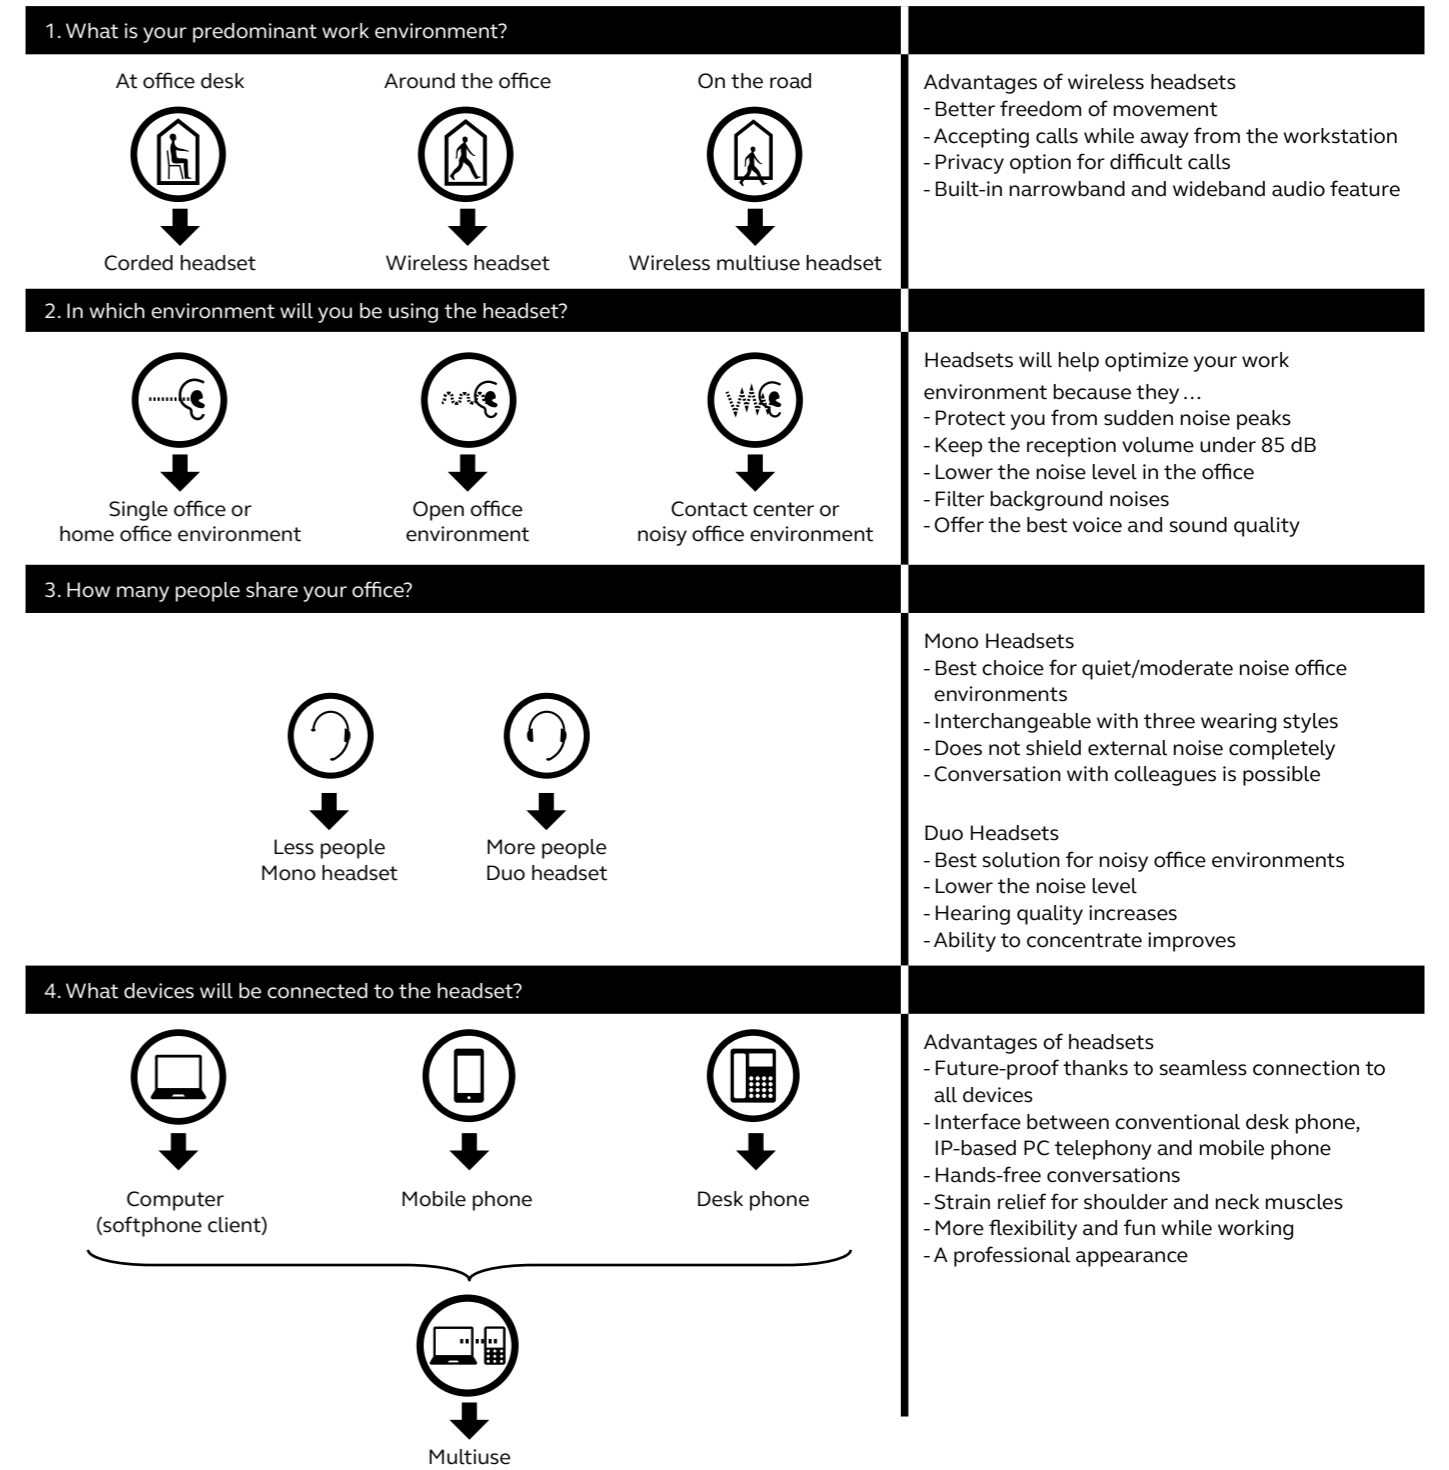 1. What is your predominant work environment?
At office desk
Around the office
On the road
Corded headset
Wireless headset
Wireless multiuse headset
Advantages of wireless headsets
- Better freedom of movement
- Accepting calls while away from the workstation
- Privacy option for difficult calls
- Built-in narrowband and wideband audio feature
2. In which environment will you be using the headset?
Single office or
home office environment
Open office
environment
Contact center or
noisy office environment
Headsets will help optimize your work
environment because they ...
- Protect you from sudden noise peaks
- Keep the reception volume under 85 dB
- Lower the noise level in the office
- Filter background noises
- Offer the best voice and sound quality
3. How many people share your office?
Less people
Mono headset
More people
Duo headset
Mono Headsets
- Best choice for quiet/moderate noise office
environments
- Interchangeable with three wearing styles
- Does not shield external noise completely
- Conversation with colleagues is possible
Duo Headsets
- Best solution for noisy office environments
- Lower the noise level
- Hearing quality increases
- Ability to concentrate improves
4. What devices will be connected to the headset?
Computer
(softphone client)
Mobile phone
Desk phone
Multiuse
Advantages of headsets
- Future-proof thanks to seamless connection to
all devices
- Interface between conventional desk phone,
IP-based PC telephony and mobile phone
- Hands-free conversations
- Strain relief for shoulder and neck muscles
- More flexibility and fun while working
- A professional appearance